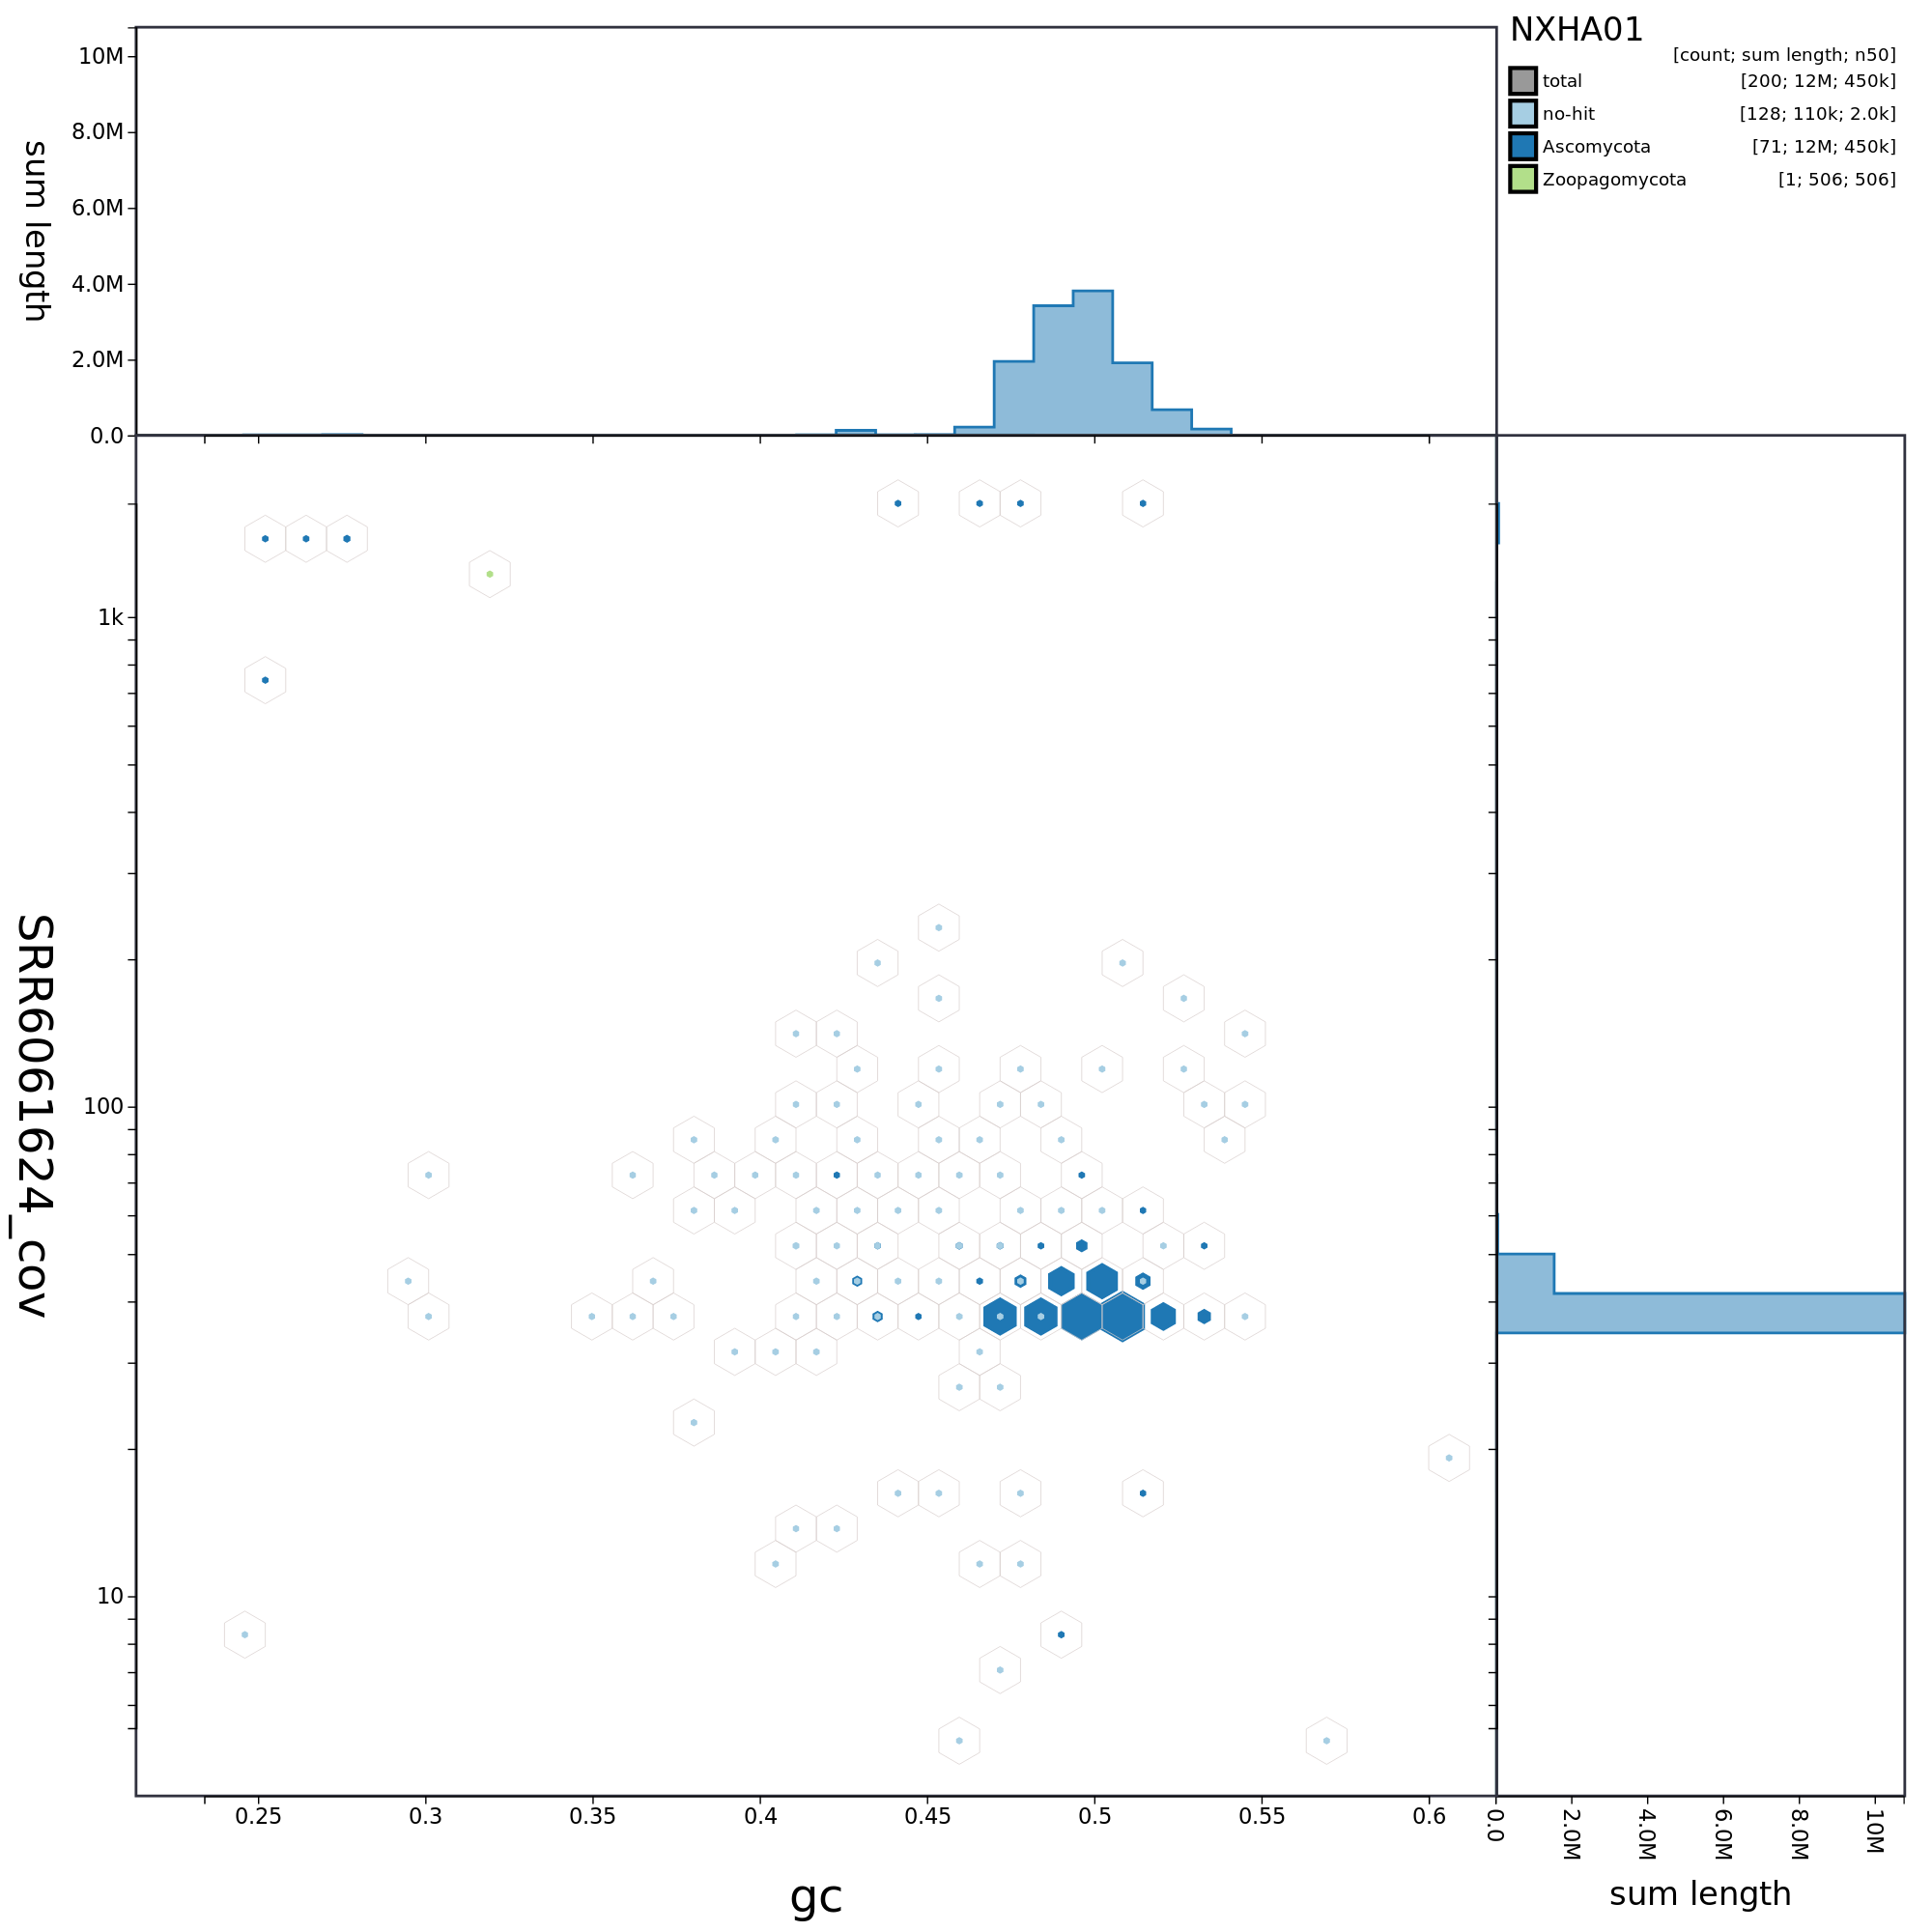 NXHA01
[count; sum length; n50]
total [200; 12M; 450k]
no-hit [128; 110k; 2.0k]
Ascomycota [71; 12M; 450k]
Zoopagomycota [1; 506; 506]
sum length
10M
8.0M
6.0M
4.0M
2.0M
0.0
SRR6061624_cov
1k
100
10
0.25 0.3 0.35 0.4 0.45 0.5 0.55 0.6
gc
0.0 2.0M 4.0M 6.0M 8.0M 10M
sum length